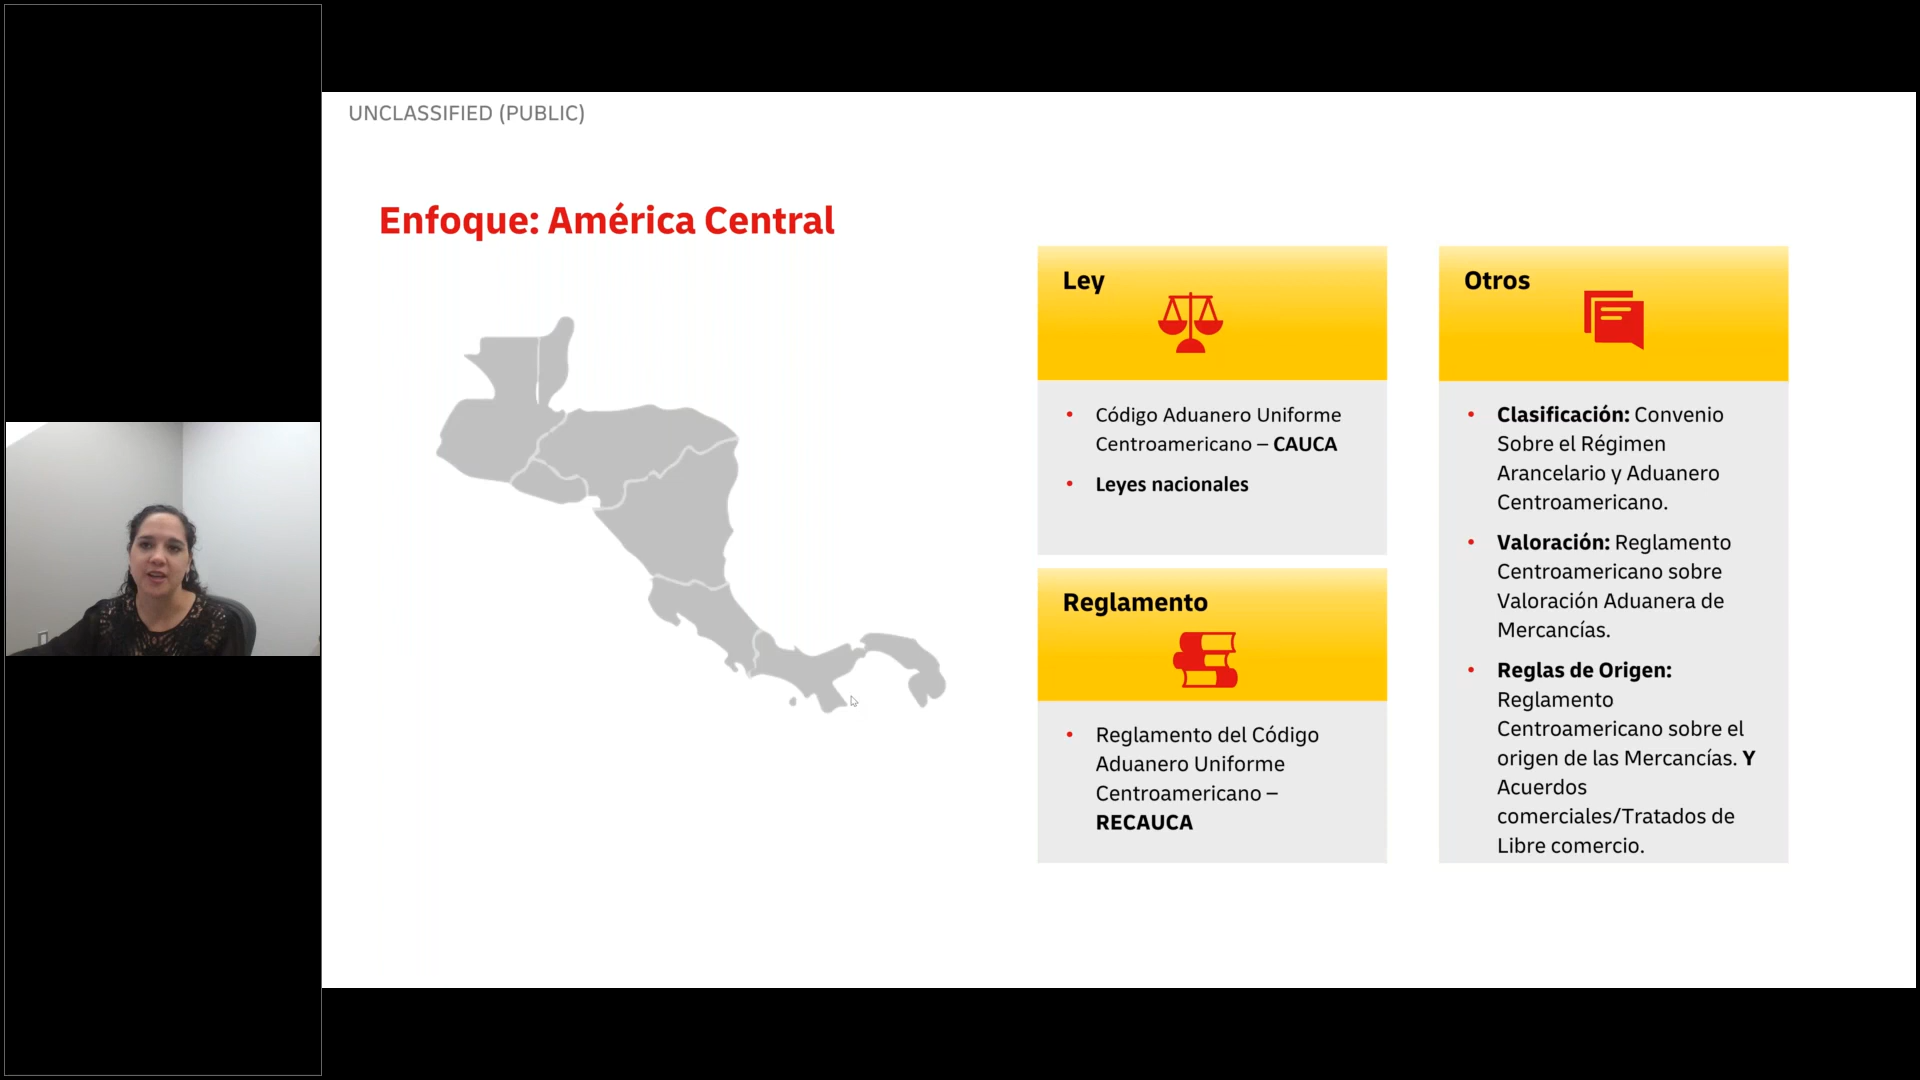 UNCLASSIFIED (PUBLIC)
Enfoque: América Central
Ley
• Código Aduanero Uniforme
Centroamericano – CAUCA
• Leyes nacionales
Reglamento
• Reglamento del Código
Aduanero Uniforme
Centroamericano –
RECAUCA
Otros
• Clasificación: Convenio
Sobre el Régimen
Arancelario y Aduanero
Centroamericano.
• Valoración: Reglamento
Centroamericano sobre
Valoración Aduanera de
Mercancías.
• Reglas de Origen:
Reglamento
Centroamericano sobre el
origen de las Mercancías. Y
Acuerdos
comerciales/Tratados de
Libre comercio.